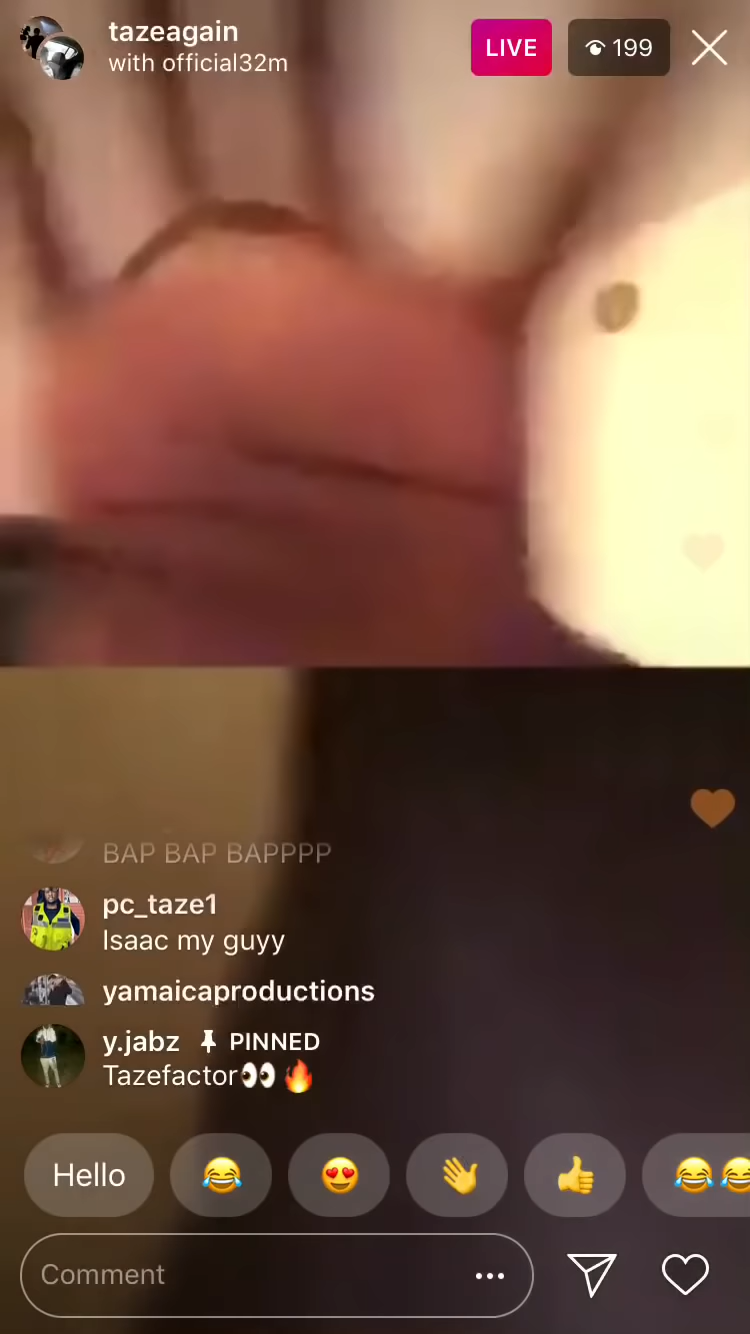 tazeagain
with official32m
LIVE
199
BAP BAP BAPPPP
pc_taze1
Isaac my guyy
yamaicaproductions
y.jabz PINNED
Tazefactor👀🔥
Hello
Comment